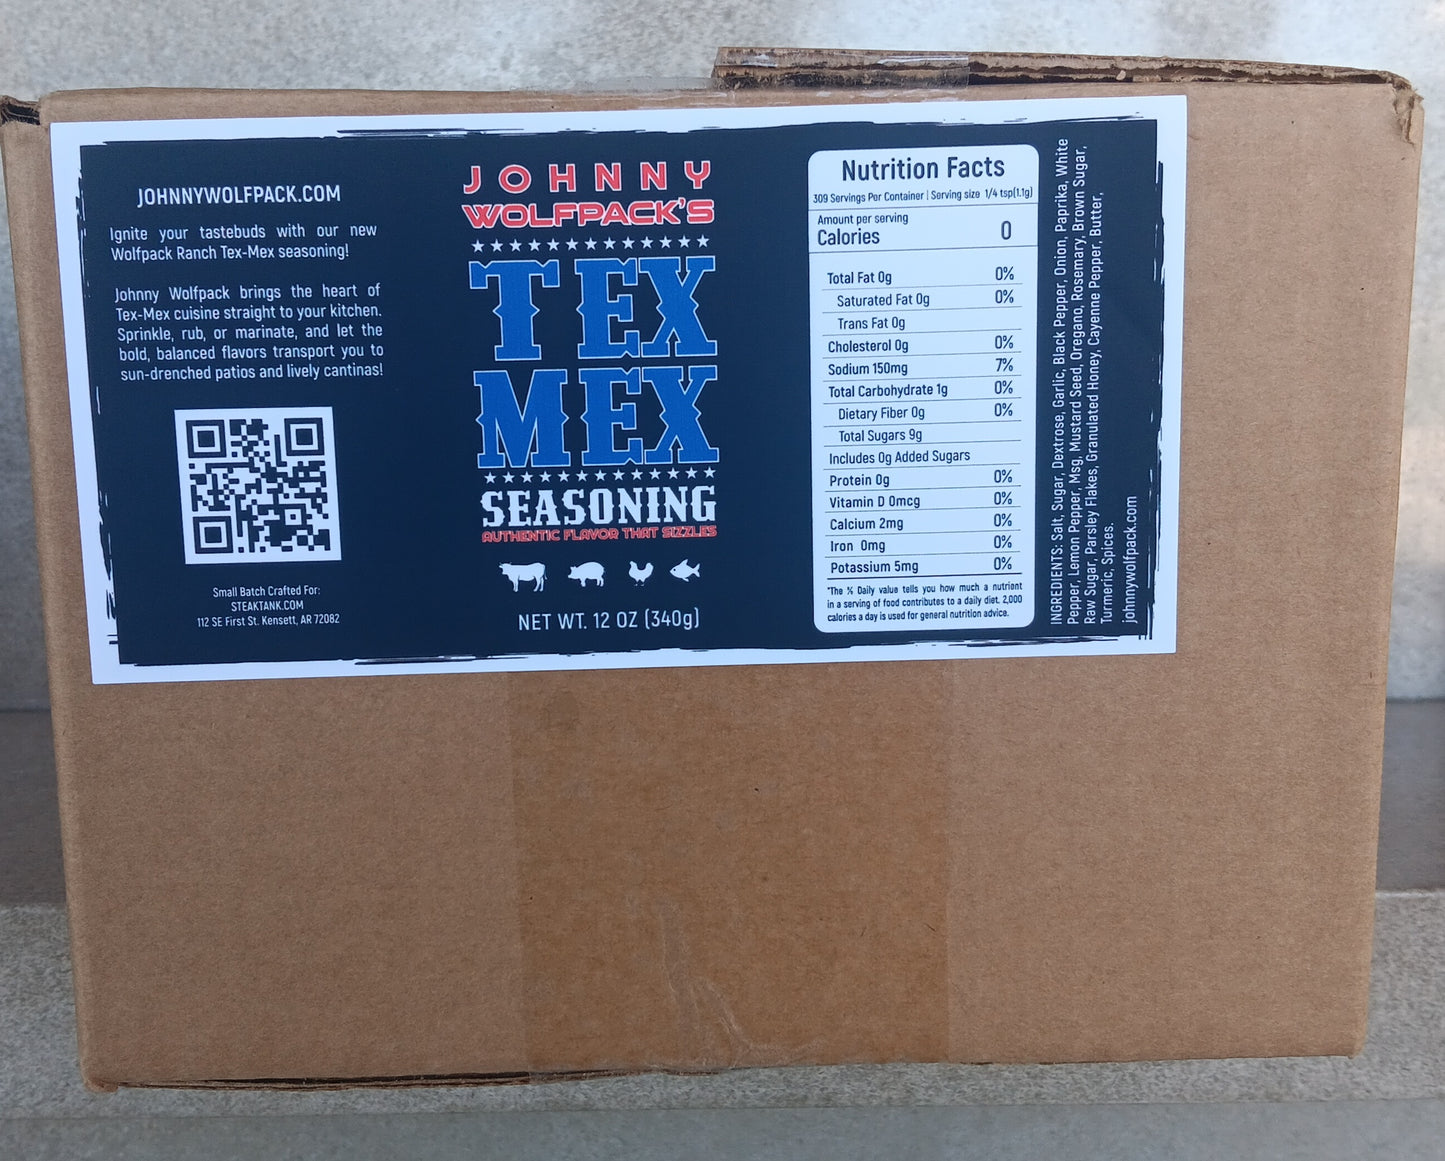 JOHNNYWOLFPACK.COM
Ignite your tastebuds with our new
Wolfpack Ranch Tex-Mex seasoning!
Johnny Wolfpack brings the heart of
Tex-Mex cuisine straight to your kitchen.
Sprinkle, rub, or marinate, and let the
bold, balanced flavors transport you to
sun-drenched patios and lively cantinas!
Small Batch Crafted For:
STEAKTANK.COM
112 SE First St. Kensett, AR 72082
JOHNNY
WOLFPACK'S
TEX
MEX
SEASONING
AUTHENTIC FLAVOR THAT SIZZLES
NET WT. 12 OZ (340g)
Nutrition Facts
309 Servings Per Container | Serving size 1/4 tsp(1.1g)
Amount per serving
Calories 0
Total Fat 0g 0%
Saturated Fat 0g 0%
Trans Fat 0g
Cholesterol 0g 0%
Sodium 150mg 7%
Total Carbohydrate 1g 0%
Dietary Fiber 0g 0%
Total Sugars 9g
Includes 0g Added Sugars
Protein 0g 0%
Vitamin D 0mcg 0%
Calcium 2mg 0%
Iron 0mg 0%
Potassium 5mg 0%
*The % Daily value tells you how much a nutrient
in a serving of food contributes to a daily diet. 2,000
calories a day is used for general nutrition advice.
INGREDIENTS: Salt, Sugar, Dextrose, Garlic, Black Pepper, Onion, Paprika, White
Pepper, Lemon Pepper, Msg, Mustard Seed, Oregano, Rosemary, Brown Sugar,
Raw Sugar, Parsley Flakes, Granulated Honey, Cayenne Pepper, Butter,
Turmeric, Spices.
johnnywolfpack.com